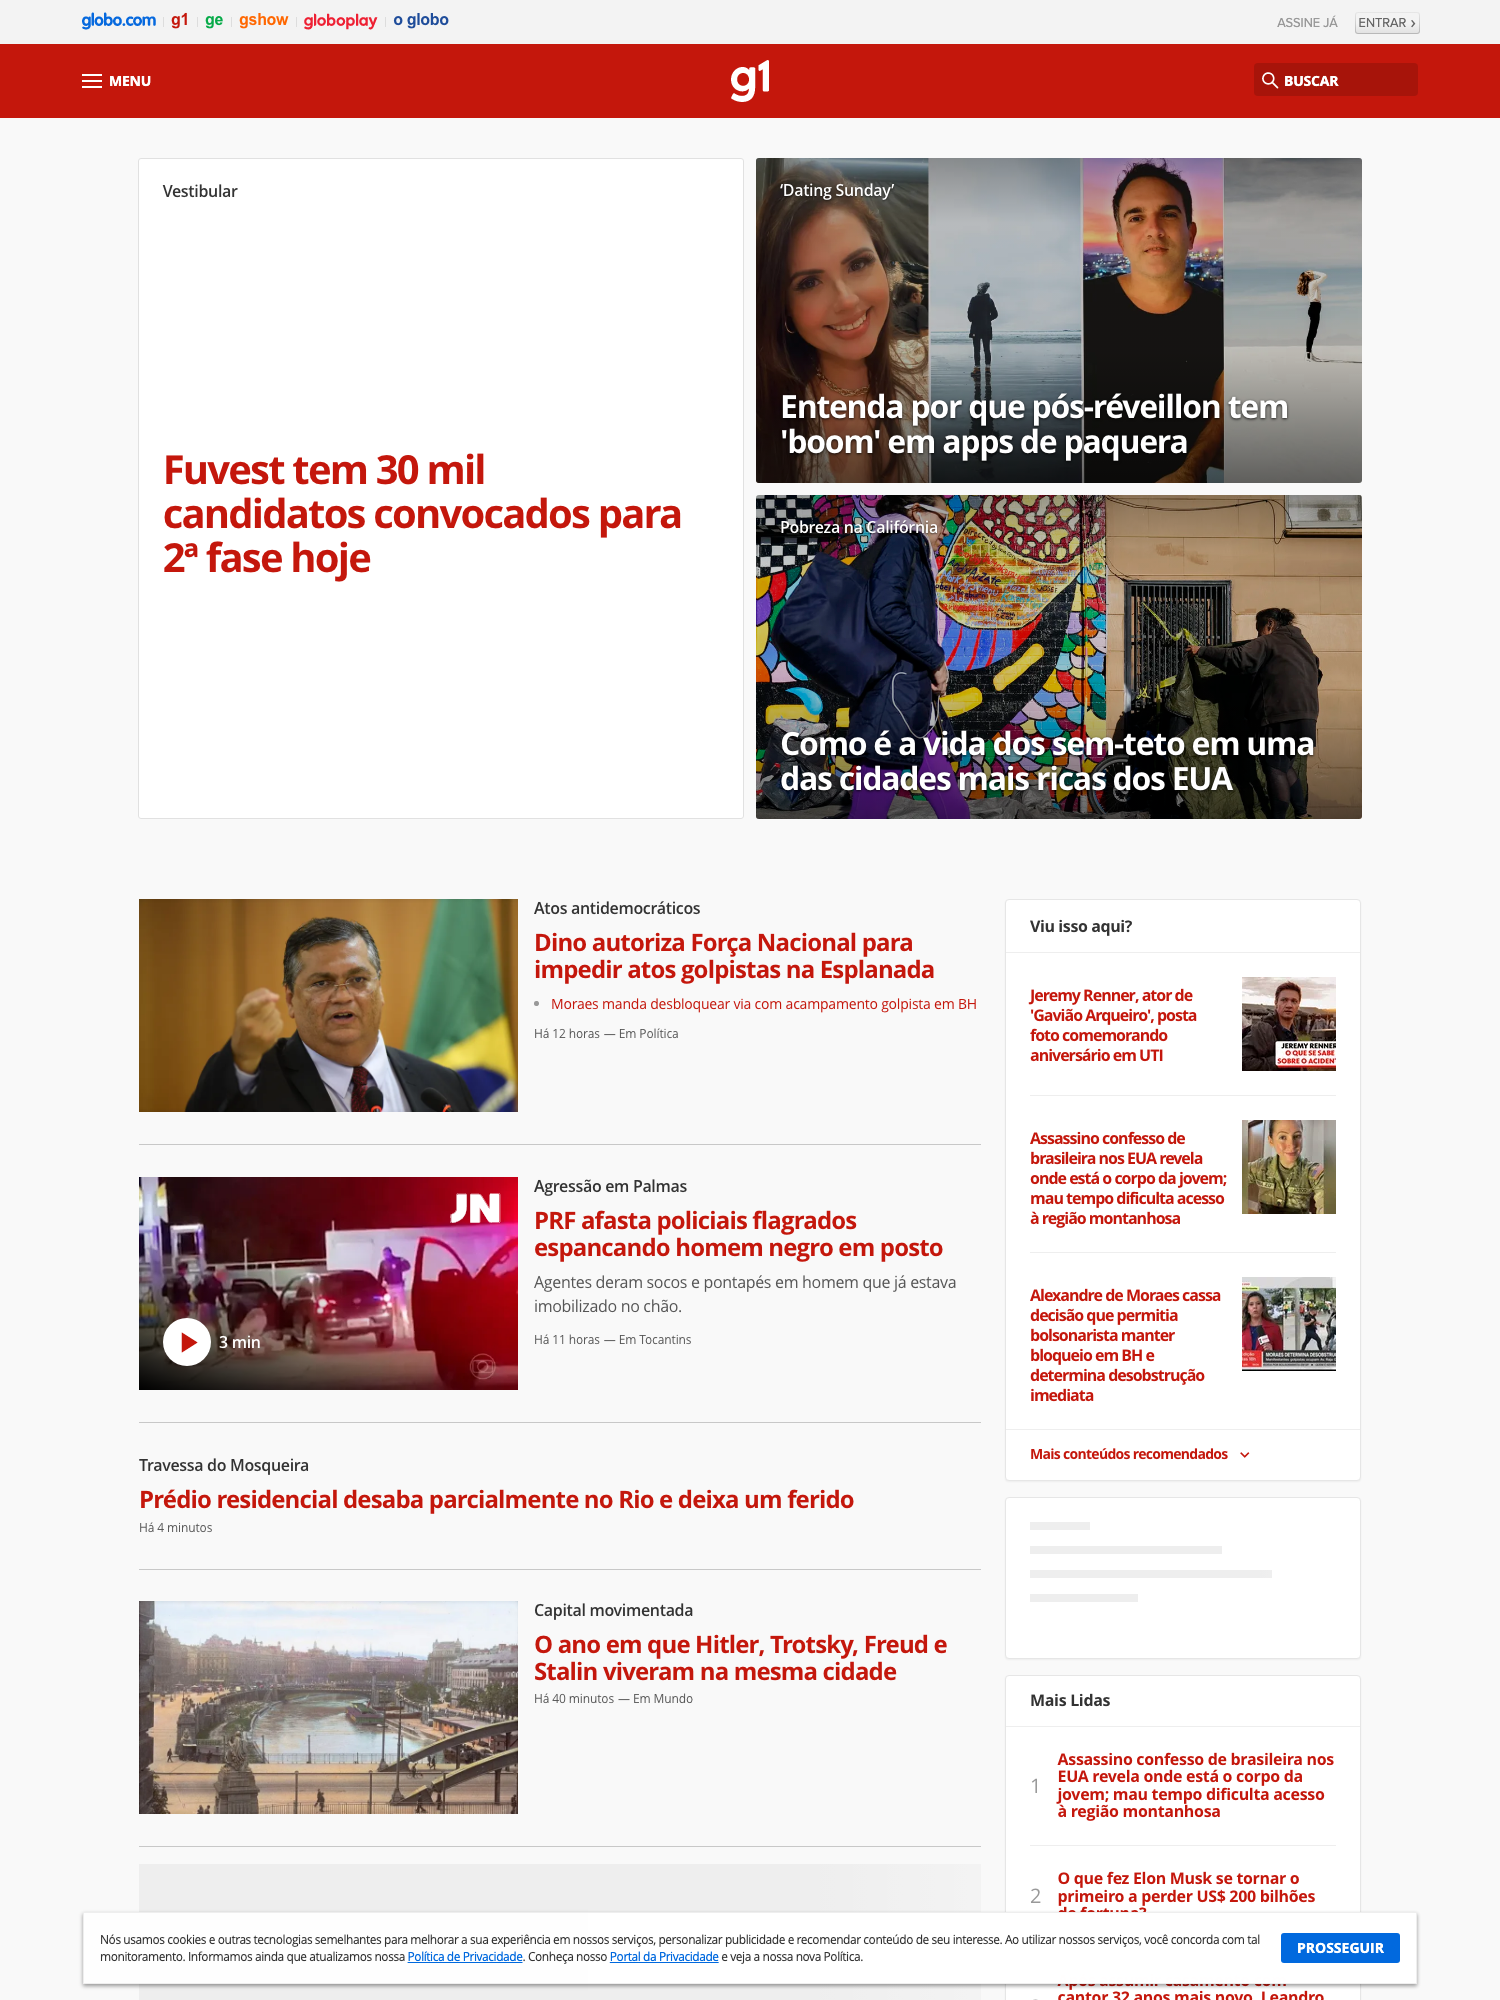 globo.com g1 ge gshow globoplay o globo
ASSINE JÁ ENTRAR ›
MENU
g1
BUSCAR
Vestibular
Fuvest tem 30 mil
candidatos convocados para
2ª fase hoje
‘Dating Sunday’
Entenda por que pós-réveillon tem
'boom' em apps de paquera
Pobreza na Califórnia
Como é a vida dos sem-teto em uma
das cidades mais ricas dos EUA
Atos antidemocráticos
Dino autoriza Força Nacional para
impedir atos golpistas na Esplanada
Moraes manda desbloquear via com acampamento golpista em BH
Há 12 horas — Em Política
JN
3 min
Agressão em Palmas
PRF afasta policiais flagrados
espancando homem negro em posto
Agentes deram socos e pontapés em homem que já estava
imobilizado no chão.
Há 11 horas — Em Tocantins
Travessa do Mosqueira
Prédio residencial desaba parcialmente no Rio e deixa um ferido
Há 4 minutos
Capital movimentada
O ano em que Hitler, Trotsky, Freud e
Stalin viveram na mesma cidade
Há 40 minutos — Em Mundo
Viu isso aqui?
Jeremy Renner, ator de
'Gavião Arqueiro', posta
foto comemorando
aniversário em UTI
JEREMY RENNER
O QUE SE SABE
SOBRE O ACIDENT
Assassino confesso de
brasileira nos EUA revela
onde está o corpo da jovem;
mau tempo dificulta acesso
à região montanhosa
Alexandre de Moraes cassa
decisão que permitia
bolsonarista manter
bloqueio em BH e
determina desobstrução
imediata
MORAES DETERMINA DESOBSTRU
Mais conteúdos recomendados
Mais Lidas
1
Assassino confesso de brasileira nos
EUA revela onde está o corpo da
jovem; mau tempo dificulta acesso
à região montanhosa
2
O que fez Elon Musk se tornar o
primeiro a perder US$ 200 bilhões
de fortuna?
Após assumir casamento com
cantor 32 anos mais novo, Leandro
Nós usamos cookies e outras tecnologias semelhantes para melhorar a sua experiência em nossos serviços, personalizar publicidade e recomendar conteúdo de seu interesse. Ao utilizar nossos serviços, você concorda com tal
monitoramento. Informamos ainda que atualizamos nossa Política de Privacidade. Conheça nosso Portal da Privacidade e veja a nossa nova Política.
PROSSEGUIR